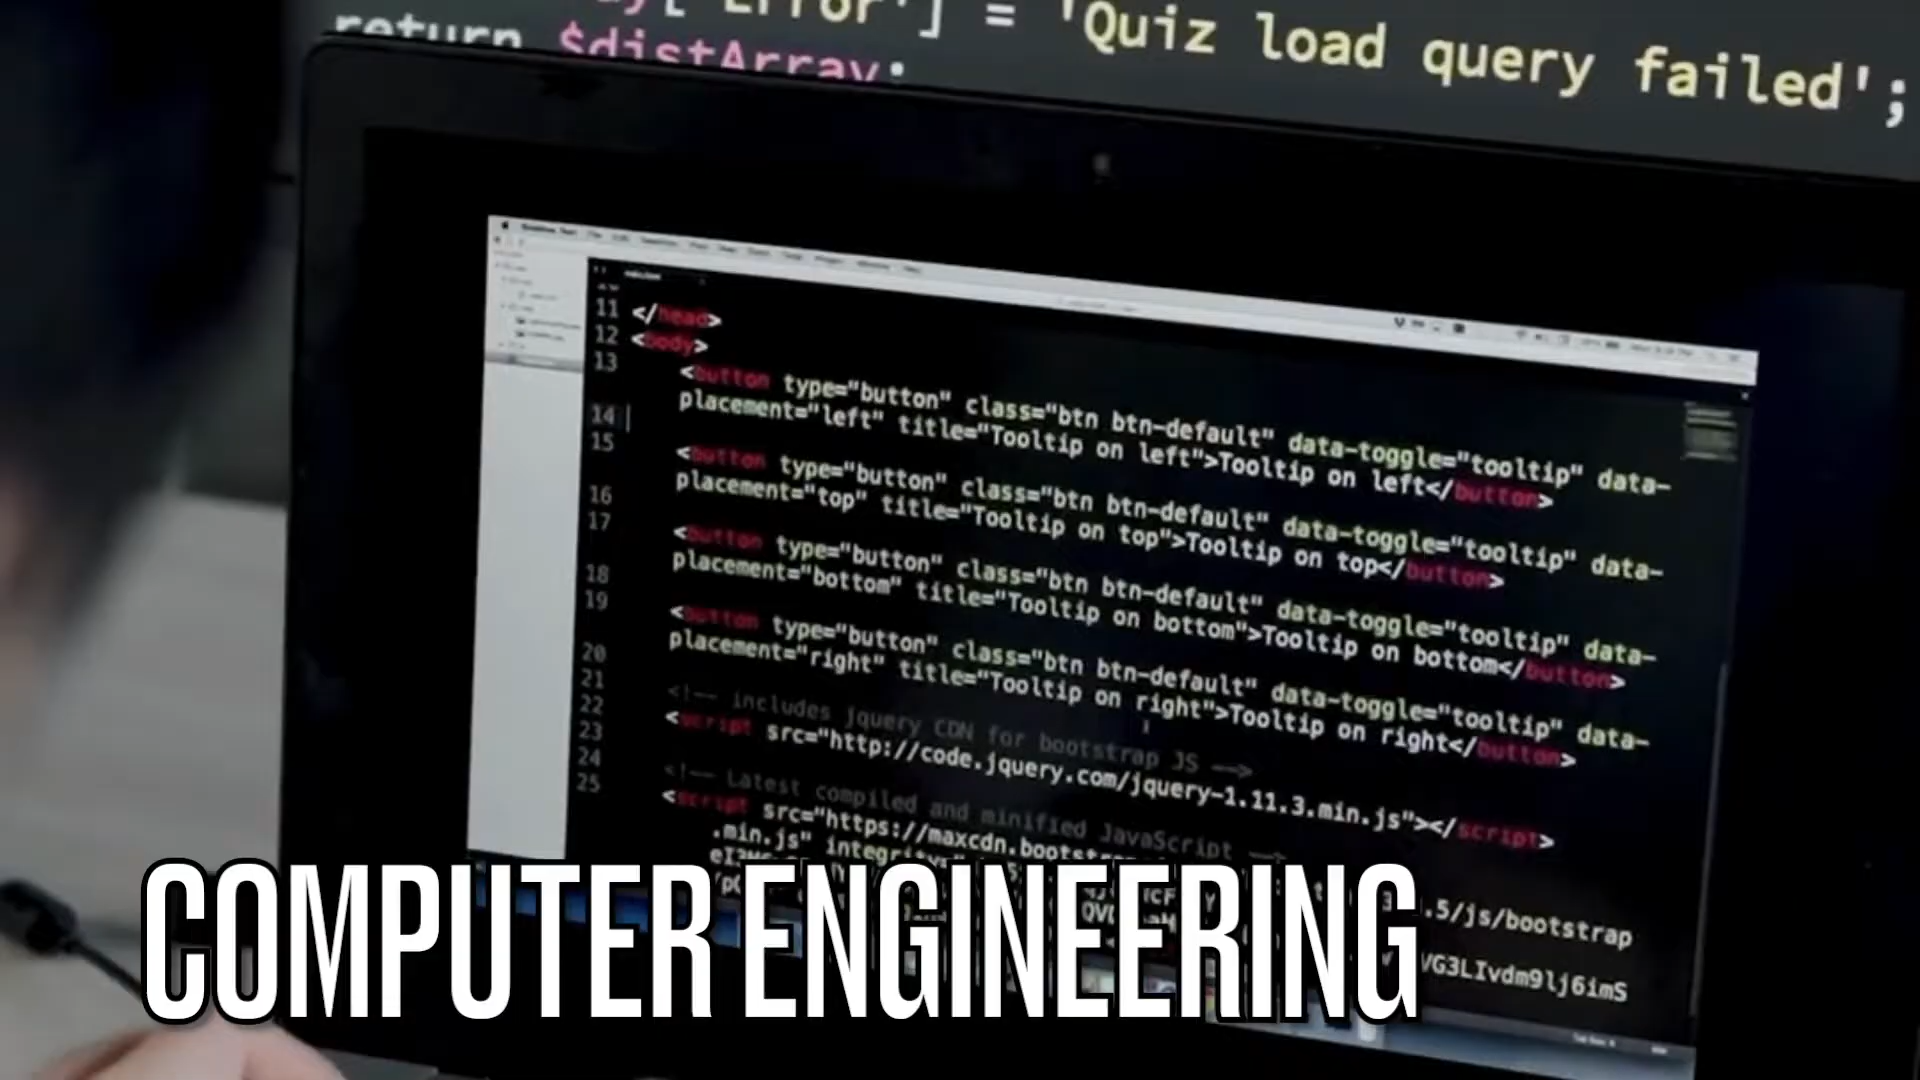 'Error'] = 'Quiz load query failed';
return $distArray;
11 </head>
12 <body>
13 <button type="button" class="btn btn-default" data-toggle="tooltip" data-
placement="left" title="Tooltip on left">Tooltip on left</button>
14
15 <button type="button" class="btn btn-default" data-toggle="tooltip" data-
placement="top" title="Tooltip on top">Tooltip on top</button>
16
17 <button type="button" class="btn btn-default" data-toggle="tooltip" data-
placement="bottom" title="Tooltip on bottom">Tooltip on bottom</button>
18
19 <button type="button" class="btn btn-default" data-toggle="tooltip" data-
placement="right" title="Tooltip on right">Tooltip on right</button>
20
21
22 <!-- includes jquery CDN for bootstrap JS -->
23 <script src="http://code.jquery.com/jquery-1.11.3.min.js"></script>
24 <!-- Latest compiled and minified JavaScript -->
25 <script src="https://maxcdn.bootstrap .5/js/bootstrap
.min.js" integrity=
VG3LIvdm9lj6imS
COMPUTER ENGINEERING